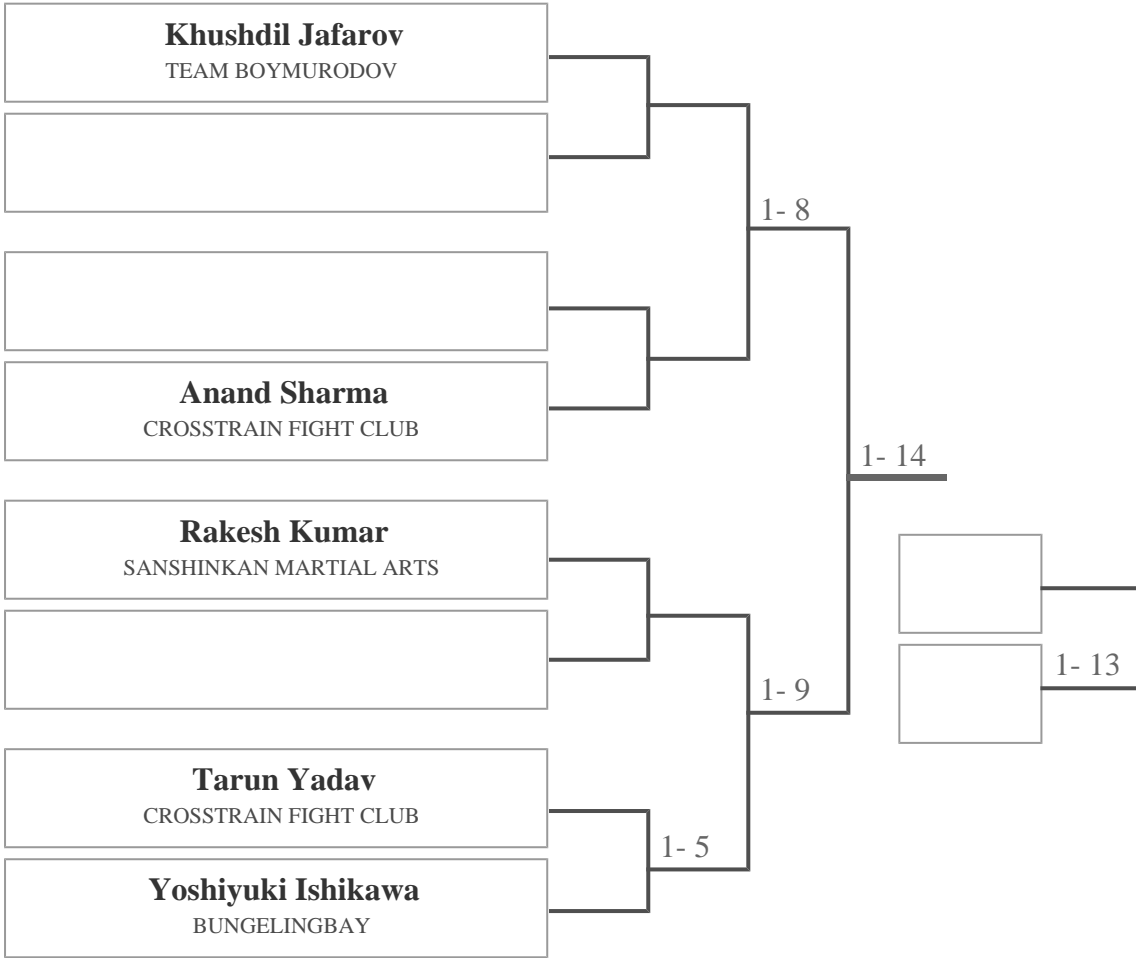 Khushdil Jafarov
TEAM BOYMURODOV
1- 8
Anand Sharma
CROSSTRAIN FIGHT CLUB
1- 14
Rakesh Kumar
SANSHINKAN MARTIAL ARTS
1- 13
1- 9
Tarun Yadav
CROSSTRAIN FIGHT CLUB
1- 5
Yoshiyuki Ishikawa
BUNGELINGBAY